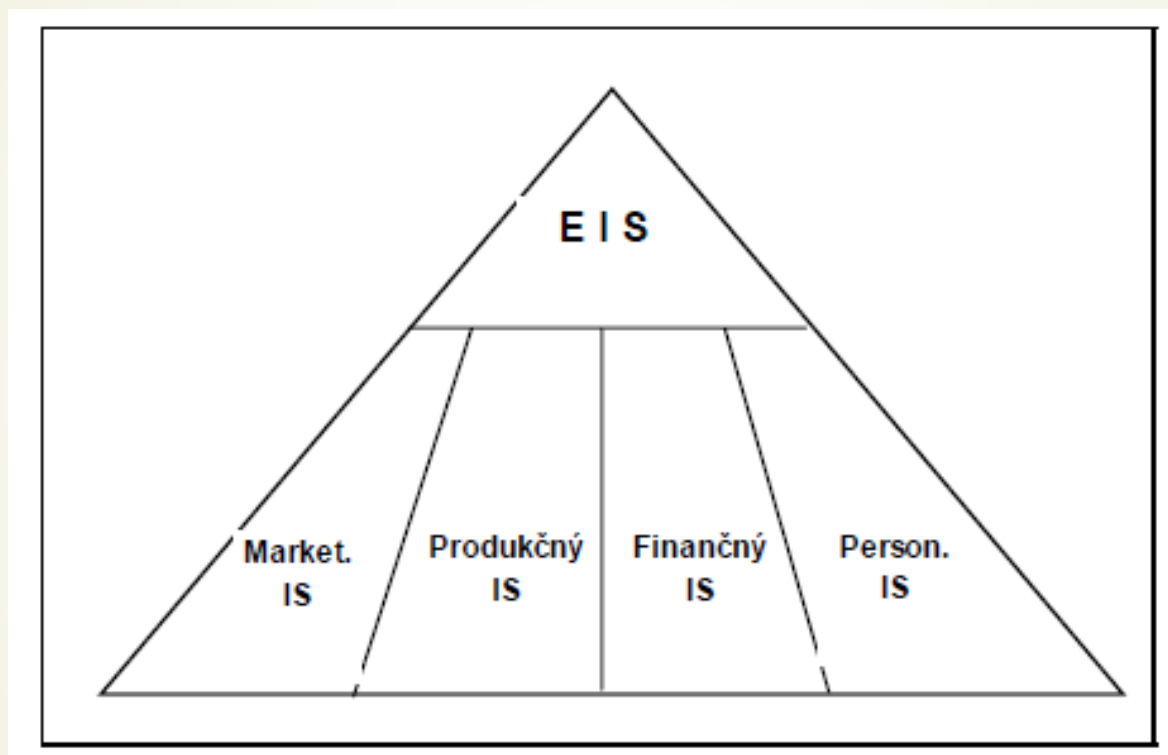 E I S
Market.
IS
Produkčný
IS
Finančný
IS
Person.
IS